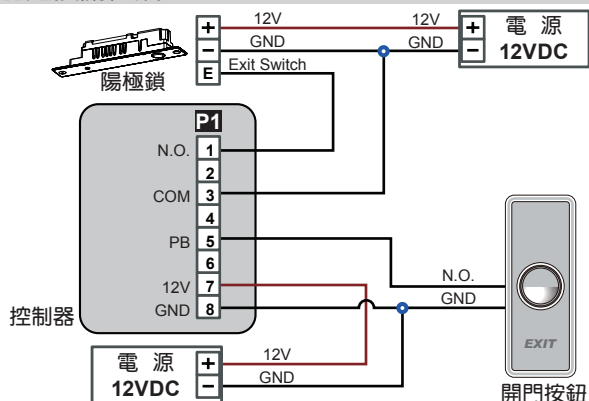 + 12V 12V + 電 源
− GND GND − 12VDC
E Exit Switch
陽極鎖
P1
N.O. 1
2
COM 3
4
PB 5
6
12V 7
GND 8
控制器
N.O.
GND
EXIT
開門按鈕
電 源 + 12V
12VDC − GND